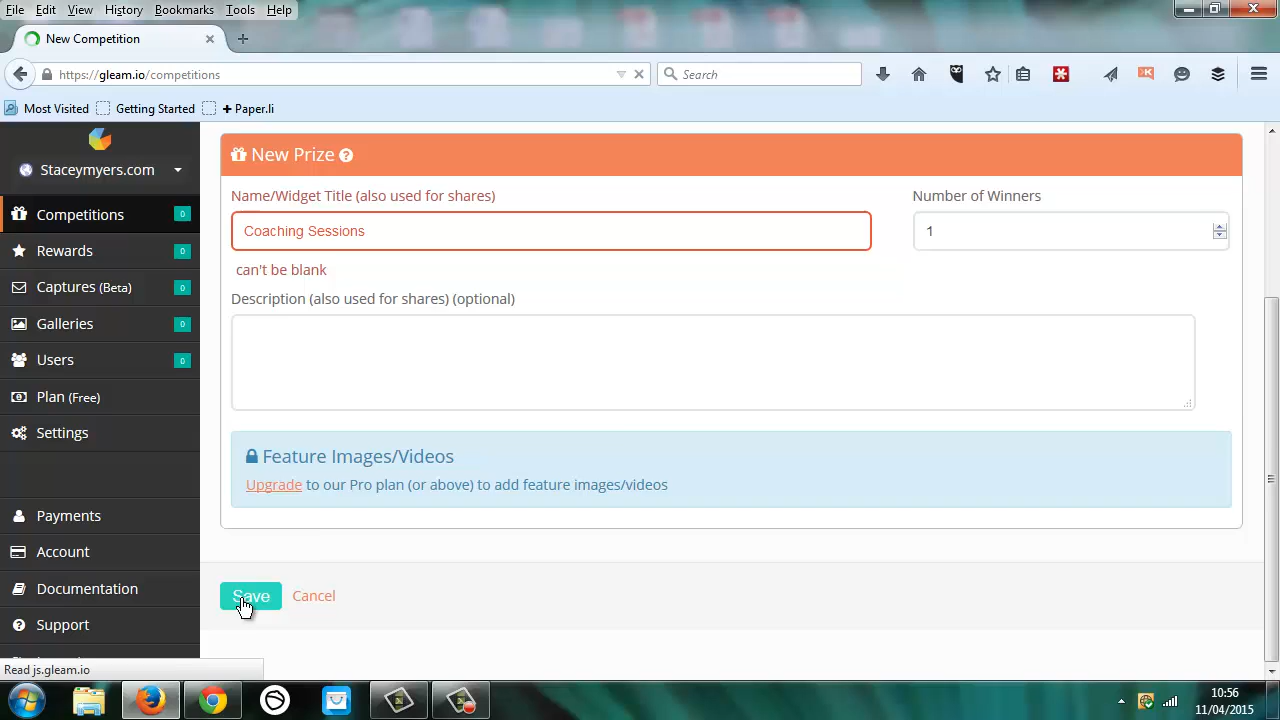 File Edit View History Bookmarks Tools Help
New Competition
https://gleam.io/competitions
Search
Most Visited Getting Started + Paper.li
Staceymyers.com
Competitions 0
Rewards 0
Captures (Beta) 0
Galleries 0
Users 0
Plan (Free)
Settings
Payments
Account
Documentation
Support
New Prize
Name/Widget Title (also used for shares)
Number of Winners
Coaching Sessions
1
can't be blank
Description (also used for shares) (optional)
Feature Images/Videos
Upgrade to our Pro plan (or above) to add feature images/videos
Save Cancel
Read js.gleam.io
10:56
11/04/2015